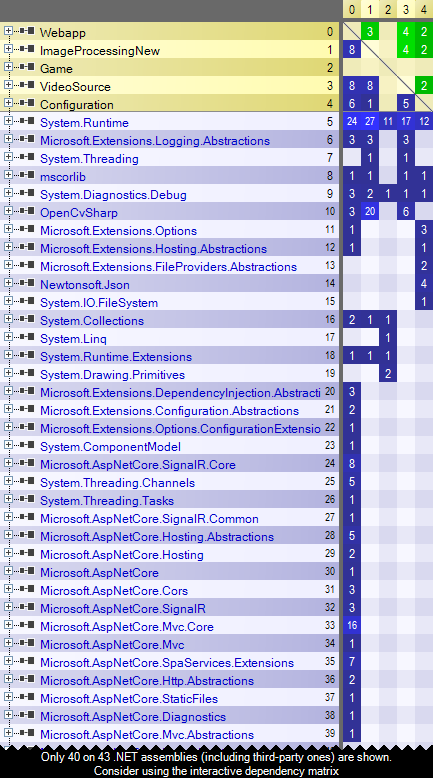 0 1 2 3 4
Webapp 0 3 4 2
ImageProcessingNew 1 8 4 2
Game 2
VideoSource 3 8 8 2
Configuration 4 6 1 5
System.Runtime 5 24 27 11 17 12
Microsoft.Extensions.Logging.Abstractions 6 3 3 3
System.Threading 7 1 1
mscorlib 8 1 1 1 1
System.Diagnostics.Debug 9 3 2 1 1 1
OpenCvSharp 10 3 20 6
Microsoft.Extensions.Options 11 1 3
Microsoft.Extensions.Hosting.Abstractions 12 1 1
Microsoft.Extensions.FileProviders.Abstractions 13 2
Newtonsoft.Json 14 4
System.IO.FileSystem 15 1
System.Collections 16 2 1 1
System.Linq 17 1
System.Runtime.Extensions 18 1 1 1
System.Drawing.Primitives 19 2
Microsoft.Extensions.DependencyInjection.Abstracti 20 3
Microsoft.Extensions.Configuration.Abstractions 21 2
Microsoft.Extensions.Options.ConfigurationExtensio 22 1
System.ComponentModel 23 1
Microsoft.AspNetCore.SignalR.Core 24 8
System.Threading.Channels 25 5
System.Threading.Tasks 26 1
Microsoft.AspNetCore.SignalR.Common 27 1
Microsoft.AspNetCore.Hosting.Abstractions 28 5
Microsoft.AspNetCore.Hosting 29 2
Microsoft.AspNetCore 30 1
Microsoft.AspNetCore.Cors 31 3
Microsoft.AspNetCore.SignalR 32 3
Microsoft.AspNetCore.Mvc.Core 33 16
Microsoft.AspNetCore.Mvc 34 1
Microsoft.AspNetCore.SpaServices.Extensions 35 7
Microsoft.AspNetCore.Http.Abstractions 36 2
Microsoft.AspNetCore.StaticFiles 37 1
Microsoft.AspNetCore.Diagnostics 38 1
Microsoft.AspNetCore.Mvc.Abstractions 39 1
Only 40 on 43 .NET assemblies (including third-party ones) are shown.
Consider using the interactive dependency matrix